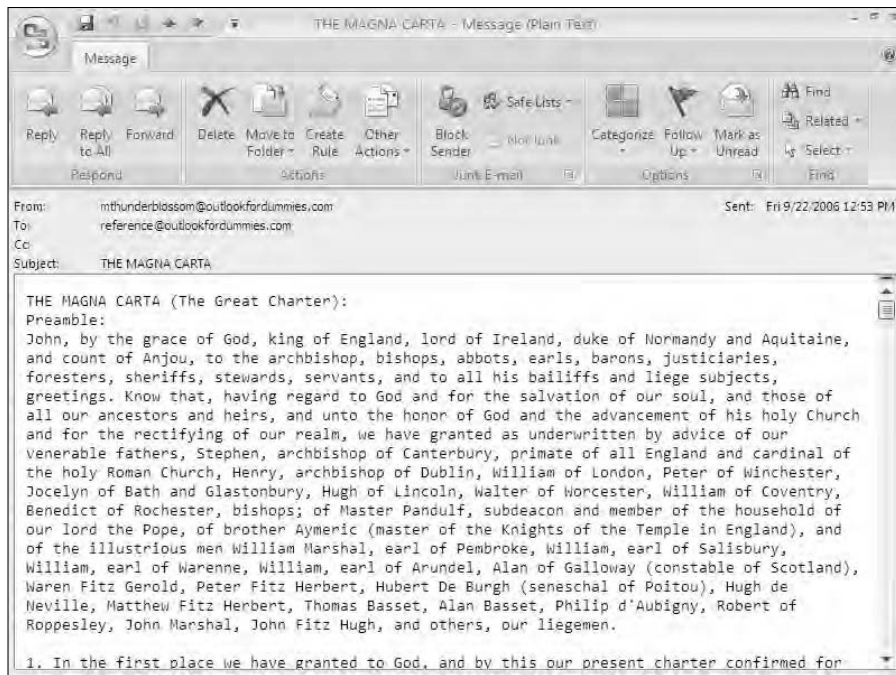 THE MAGNA CARTA - Message (Plain Text)
Message
Reply Reply to All Forward
Respond
Delete Move to Folder Create Rule Other Actions
Actions
Block Sender Safe Lists Not Junk
Junk E-mail
Categorize Follow Up Mark as Unread
Options
Find
Related
Select
Find
From: mthunderblossom@outlookfordummies.com Sent: Fri 9/22/2006 12:53 PM
To: reference@outlookfordummies.com
Cc:
Subject: THE MAGNA CARTA
THE MAGNA CARTA (The Great Charter):
Preamble:
John, by the grace of God, king of England, lord of Ireland, duke of Normandy and Aquitaine,
and count of Anjou, to the archbishop, bishops, abbots, earls, barons, justiciaries,
foresters, sheriffs, stewards, servants, and to all his bailiffs and liege subjects,
greetings. Know that, having regard to God and for the salvation of our soul, and those of
all our ancestors and heirs, and unto the honor of God and the advancement of his holy Church
and for the rectifying of our realm, we have granted as underwritten by advice of our
venerable fathers, Stephen, archbishop of Canterbury, primate of all England and cardinal of
the holy Roman Church, Henry, archbishop of Dublin, William of London, Peter of Winchester,
Jocelyn of Bath and Glastonbury, Hugh of Lincoln, Walter of Worcester, William of Coventry,
Benedict of Rochester, bishops; of Master Pandulf, subdeacon and member of the household of
our lord the Pope, of brother Aymeric (master of the Knights of the Temple in England), and
of the illustrious men William Marshal, earl of Pembroke, William, earl of Salisbury,
William, earl of Warenne, William, earl of Arundel, Alan of Galloway (constable of Scotland),
Waren Fitz Gerold, Peter Fitz Herbert, Hubert De Burgh (seneschal of Poitou), Hugh de
Neville, Matthew Fitz Herbert, Thomas Basset, Alan Basset, Philip d'Aubigny, Robert of
Roppesley, John Marshal, John Fitz Hugh, and others, our liegemen.
1. In the first place we have granted to God, and by this our present charter confirmed for